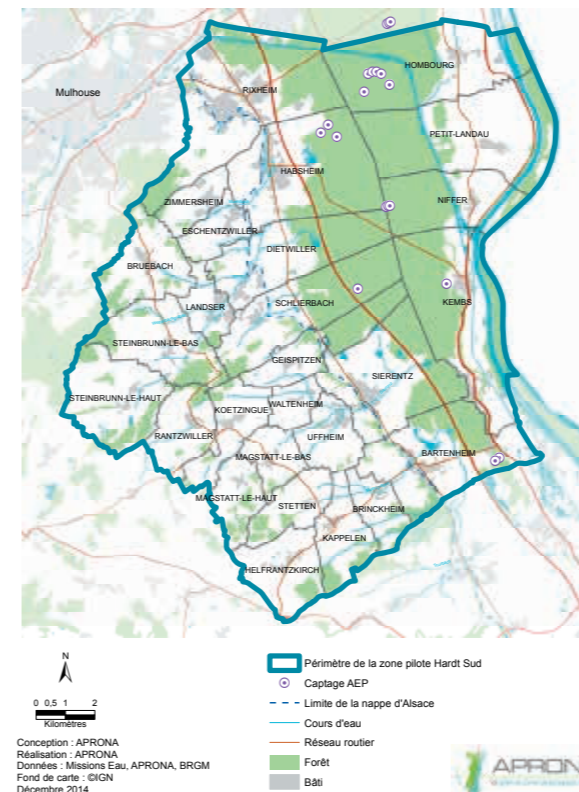 Mulhouse
HOMBOURG
RIXHEIM
PETIT-LANDAU
HABSHEIM
ZIMMERSHEIM
NIFFER
ESCHENTZWILLER
DIETWILLER
BRUEBACH
LANDSER
SCHLIERBACH
KEMBS
STEINBRUNN-LE-BAS
GEISPITZEN
SIERENTZ
STEINBRUNN-LE-HAUT
WALTENHEIM
KOETZINGUE
RANTZWILLER
UFFHEIM
BARTENHEIM
MAGSTATT-LE-BAS
MAGSTATT-LE-HAUT
STETTEN
BRINCKHEIM
KAPPELEN
HELFRANTZKIRCH
N
0 0,5 1 2
Kilomètres
Conception : APRONA
Réalisation : APRONA
Données : Missions Eau, APRONA, BRGM
Fond de carte : ©IGN
Décembre 2014
Périmètre de la zone pilote Hardt Sud
Captage AEP
Limite de la nappe d'Alsace
Cours d'eau
Réseau routier
Forêt
Bâti
APRONA